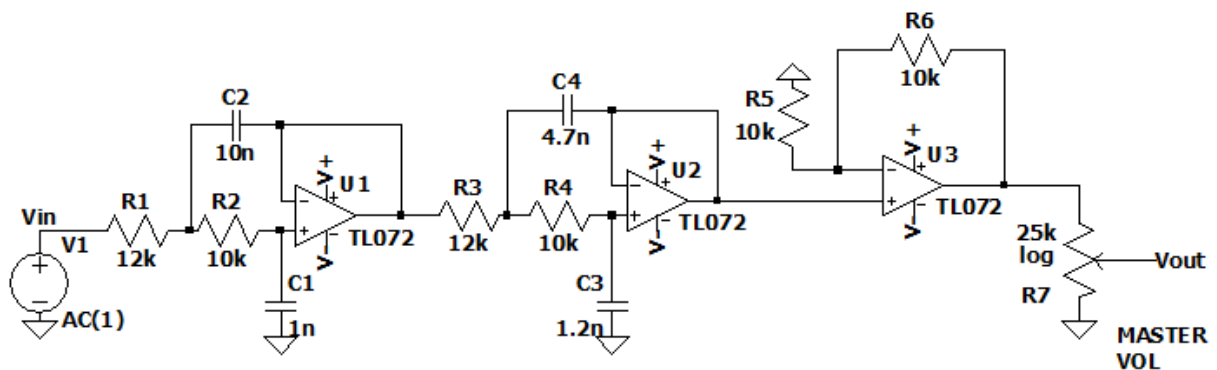 R6
10k
C4
4.7n
R5
10k
C2
10n
V+
U3
V+
U2
V+
U1
-
+
TL072
V-
R1
12k
R2
10k
-
+
TL072
V-
R3
12k
R4
10k
-
+
TL072
V-
Vin
V1
+
-
AC(1)
C1
1n
C3
1.2n
25k
log
R7
Vout
MASTER
VOL